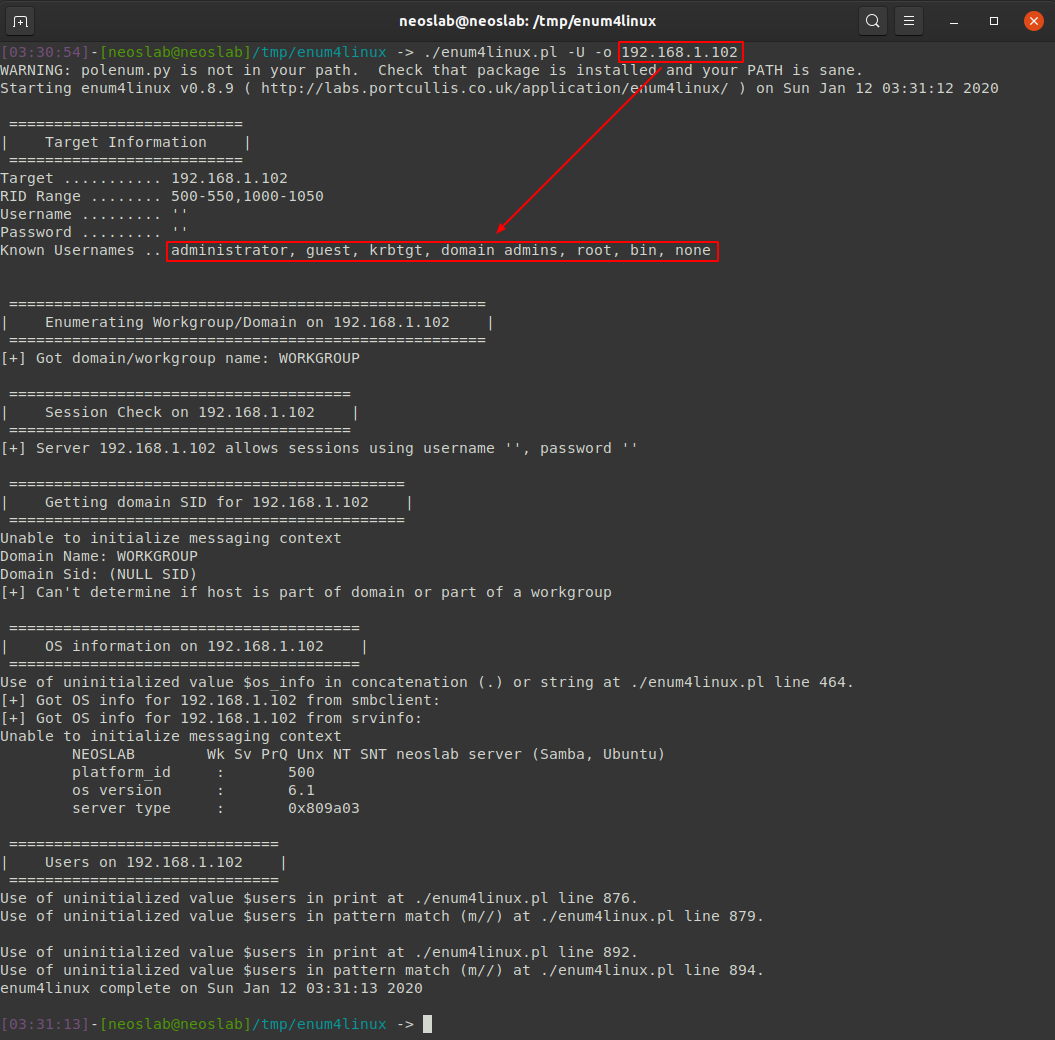 neoslab@neoslab: /tmp/enum4linux
[03:30:54]-[neoslab@neoslab]/tmp/enum4linux -> ./enum4linux.pl -U -o 192.168.1.102
WARNING: polenum.py is not in your path.  Check that package is installed and your PATH is sane.
Starting enum4linux v0.8.9 ( http://labs.portcullis.co.uk/application/enum4linux/ ) on Sun Jan 12 03:31:12 2020
 ==========================
|    Target Information    |
 ==========================
Target ........... 192.168.1.102
RID Range ........ 500-550,1000-1050
Username ......... ''
Password ......... ''
Known Usernames .. administrator, guest, krbtgt, domain admins, root, bin, none
 =====================================================
|    Enumerating Workgroup/Domain on 192.168.1.102    |
 =====================================================
[+] Got domain/workgroup name: WORKGROUP
 ======================================
|    Session Check on 192.168.1.102    |
 ======================================
[+] Server 192.168.1.102 allows sessions using username '', password ''
 ============================================
|    Getting domain SID for 192.168.1.102    |
 ============================================
Unable to initialize messaging context
Domain Name: WORKGROUP
Domain Sid: (NULL SID)
[+] Can't determine if host is part of domain or part of a workgroup
 =======================================
|    OS information on 192.168.1.102    |
 =======================================
Use of uninitialized value $os_info in concatenation (.) or string at ./enum4linux.pl line 464.
[+] Got OS info for 192.168.1.102 from smbclient:
[+] Got OS info for 192.168.1.102 from srvinfo:
Unable to initialize messaging context
        NEOSLAB        Wk Sv PrQ Unx NT SNT neoslab server (Samba, Ubuntu)
        platform_id     :       500
        os version      :       6.1
        server type     :       0x809a03
 ==============================
|    Users on 192.168.1.102    |
 ==============================
Use of uninitialized value $users in print at ./enum4linux.pl line 876.
Use of uninitialized value $users in pattern match (m//) at ./enum4linux.pl line 879.
Use of uninitialized value $users in print at ./enum4linux.pl line 892.
Use of uninitialized value $users in pattern match (m//) at ./enum4linux.pl line 894.
enum4linux complete on Sun Jan 12 03:31:13 2020
[03:31:13]-[neoslab@neoslab]/tmp/enum4linux ->